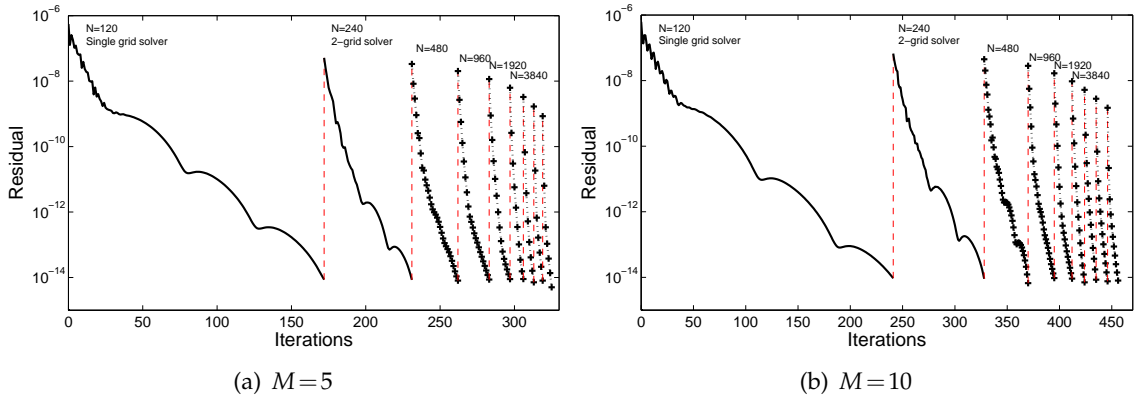 10⁻⁶
10⁻⁸
10⁻¹⁰
10⁻¹²
10⁻¹⁴
Residual
N=120
Single grid solver
N=240
2−grid solver
N=480
N=960
N=1920
N=3840
0 50 100 150 200 250 300
Iterations
(a) M=5
10⁻⁶
10⁻⁸
10⁻¹⁰
10⁻¹²
10⁻¹⁴
Residual
N=120
Single grid solver
N=240
2−grid solver
N=480
N=960
N=1920
N=3840
0 50 100 150 200 250 300 350 400 450
Iterations
(b) M=10